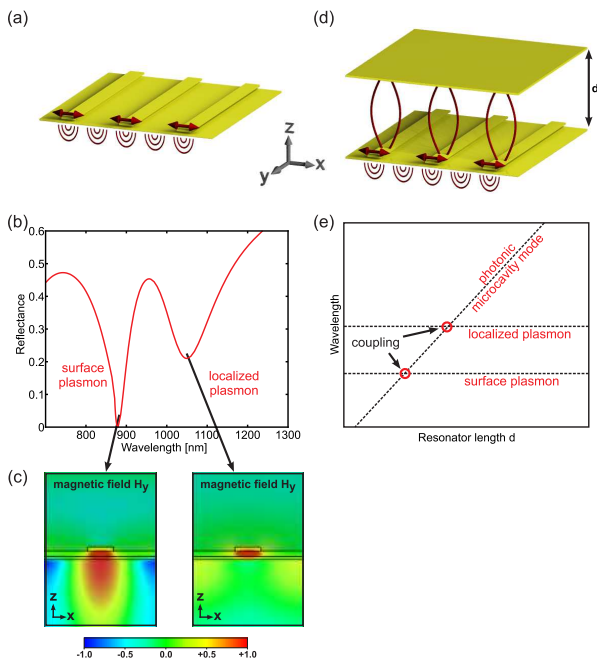 (a)
z
x
y
(d)
d
(b)
0.6
0.5
0.4
0.3
0.2
0.1
0
Reflectance
surface
plasmon
localized
plasmon
800
900
1000
1100
1200
1300
Wavelength [nm]
(e)
Wavelength
photonic
microcavity mode
localized plasmon
coupling
surface plasmon
Resonator length d
(c)
magnetic field Hy
z
x
magnetic field Hy
z
x
-1.0
-0.5
0.0
+0.5
+1.0